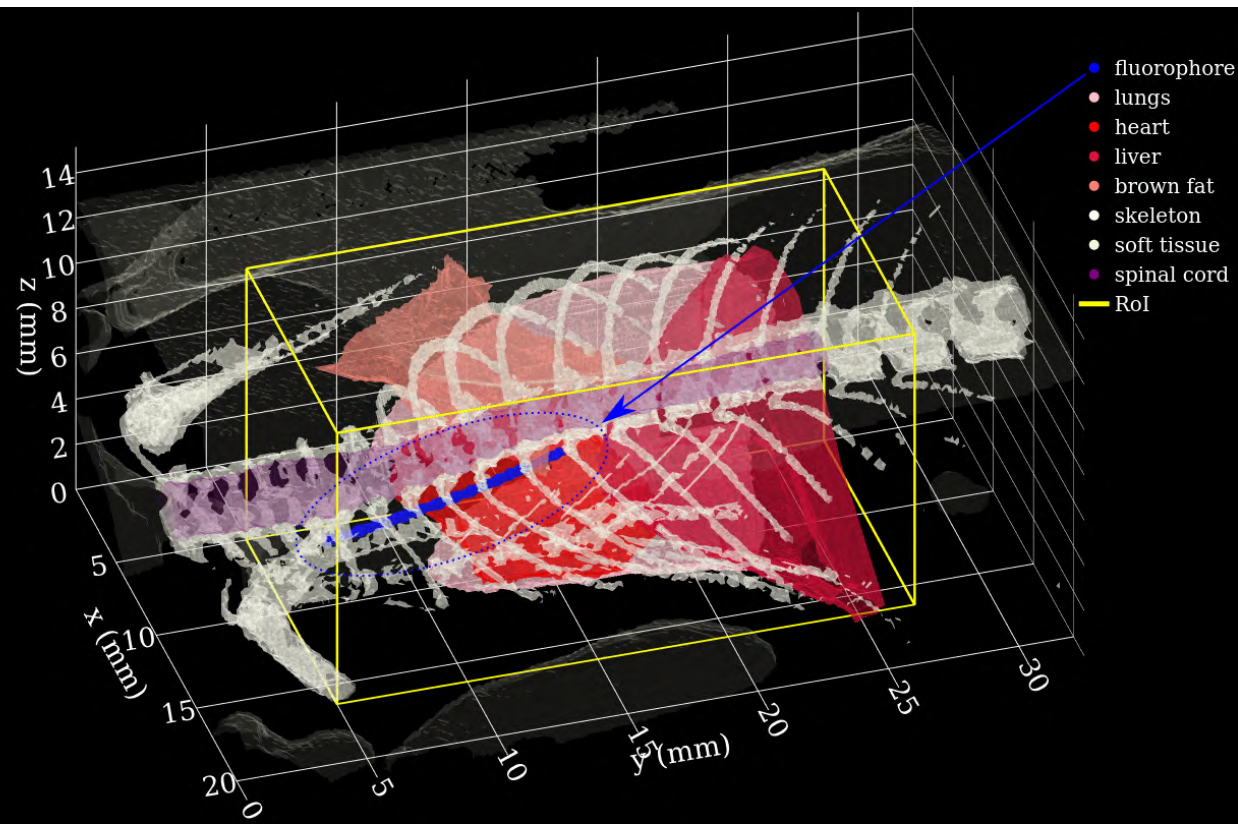 fluorophore
lungs
heart
liver
brown fat
skeleton
soft tissue
spinal cord
RoI
14
12
10
8
6
4
2
0
z (mm)
5
10
15
20
x (mm)
0
5
10
15
20
25
30
y (mm)